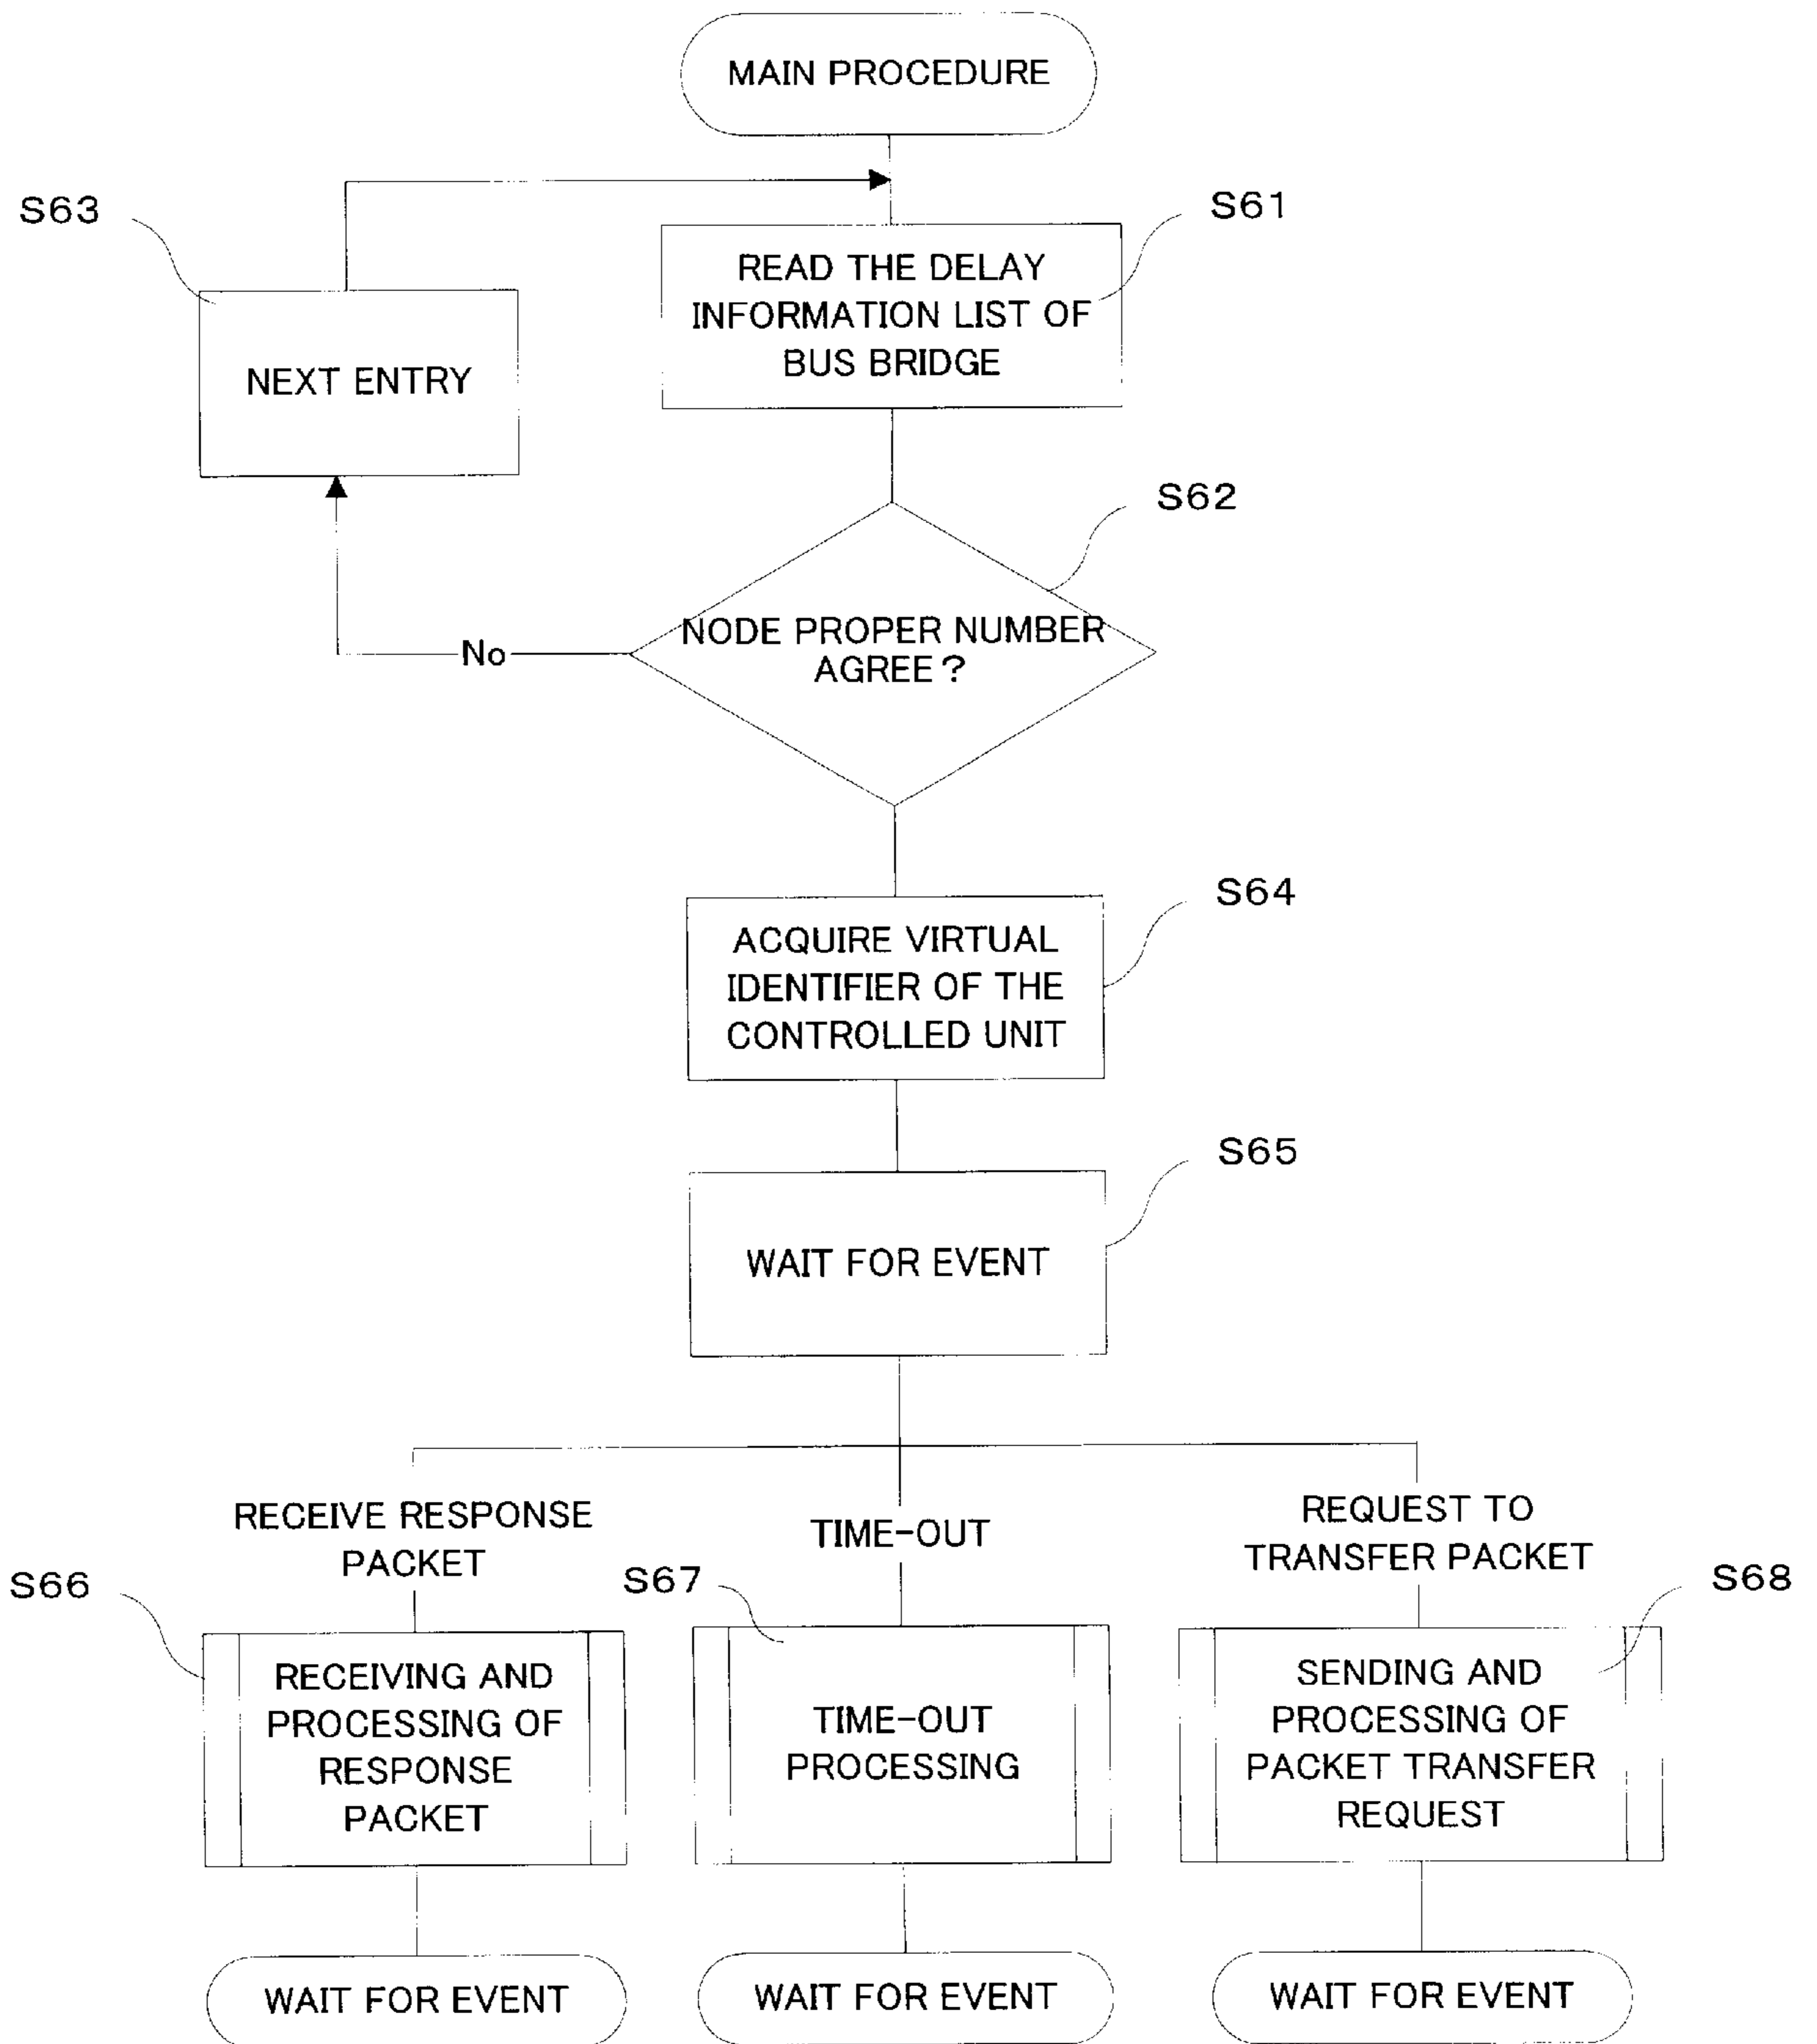 MAIN PROCEDURE
S63
S61
READ THE DELAY
INFORMATION LIST OF
BUS BRIDGE
NEXT ENTRY
S62
NODE PROPER NUMBER
AGREE?
No
S64
ACQUIRE VIRTUAL
IDENTIFIER OF THE
CONTROLLED UNIT
S65
WAIT FOR EVENT
RECEIVE RESPONSE
PACKET
TIME-OUT
REQUEST TO
TRANSFER PACKET
S66
S67
S68
RECEIVING AND
PROCESSING OF
RESPONSE
PACKET
TIME-OUT
PROCESSING
SENDING AND
PROCESSING OF
PACKET TRANSFER
REQUEST
WAIT FOR EVENT
WAIT FOR EVENT
WAIT FOR EVENT